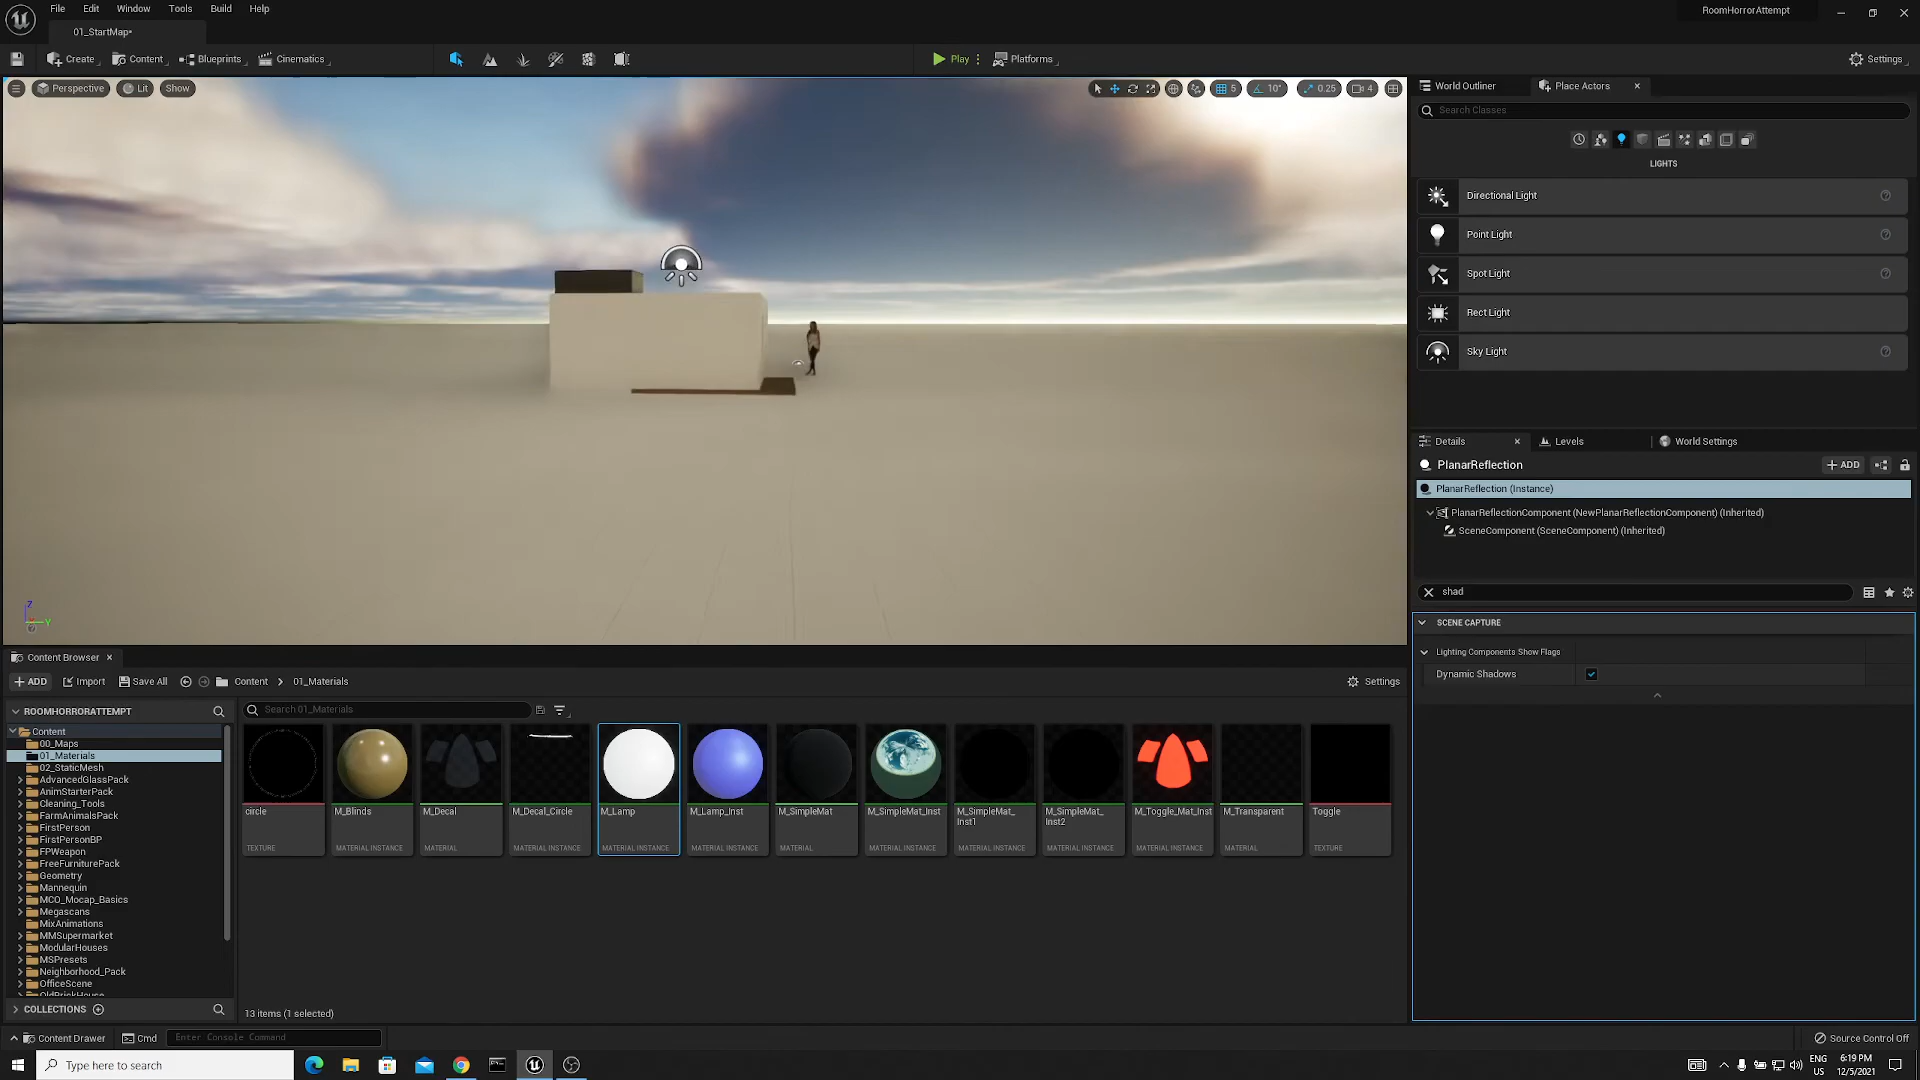 File Edit Window Tools Build Help
RoomHorrorAttempt
01_StartMap*
Create Content Blueprints Cinematics Play Platforms Settings
Perspective Lit Show 5 10° 0.25 4
World Outliner Place Actors
Search Classes
LIGHTS
Directional Light
Point Light
Spot Light
Rect Light
Sky Light
Details Levels World Settings
PlanarReflection + ADD
PlanarReflection (Instance)
PlanarReflectionComponent (NewPlanarReflectionComponent) (Inherited)
SceneComponent (SceneComponent) (Inherited)
shad
SCENE CAPTURE
Lighting Components Show Flags
Dynamic Shadows
Z
Y
Content Browser
+ ADD Import Save All Content 01_Materials Settings
ROOMHORRORATTEMPT
Search 01_Materials
Content
00_Maps
01_Materials
02_StaticMesh
AdvancedGlassPack
AnimStarterPack
Cleaning_Tools
FarmAnimalsPack
FirstPerson
FirstPersonBP
FPWeapon
FreeFurniturePack
Geometry
Mannequin
MCO_Mocap_Basics
Megascans
MixAnimations
MMSupermarket
ModularHouses
MSPresets
Neighborhood_Pack
OfficeScene
OldBrickHouse
circle M_Blinds M_Decal M_Decal_Circle M_Lamp M_Lamp_Inst M_SimpleMat M_SimpleMat_Inst M_SimpleMat_Inst1 M_SimpleMat_Inst2 M_Toggle_Mat_Inst M_Transparent Toggle
TEXTURE MATERIAL INSTANCE MATERIAL MATERIAL INSTANCE MATERIAL INSTANCE MATERIAL INSTANCE MATERIAL MATERIAL INSTANCE MATERIAL INSTANCE MATERIAL INSTANCE MATERIAL INSTANCE MATERIAL TEXTURE
COLLECTIONS
13 items (1 selected)
Content Drawer Cmd Enter Console Command Source Control Off
Type here to search
ENG
US
6:19 PM
12/5/2021